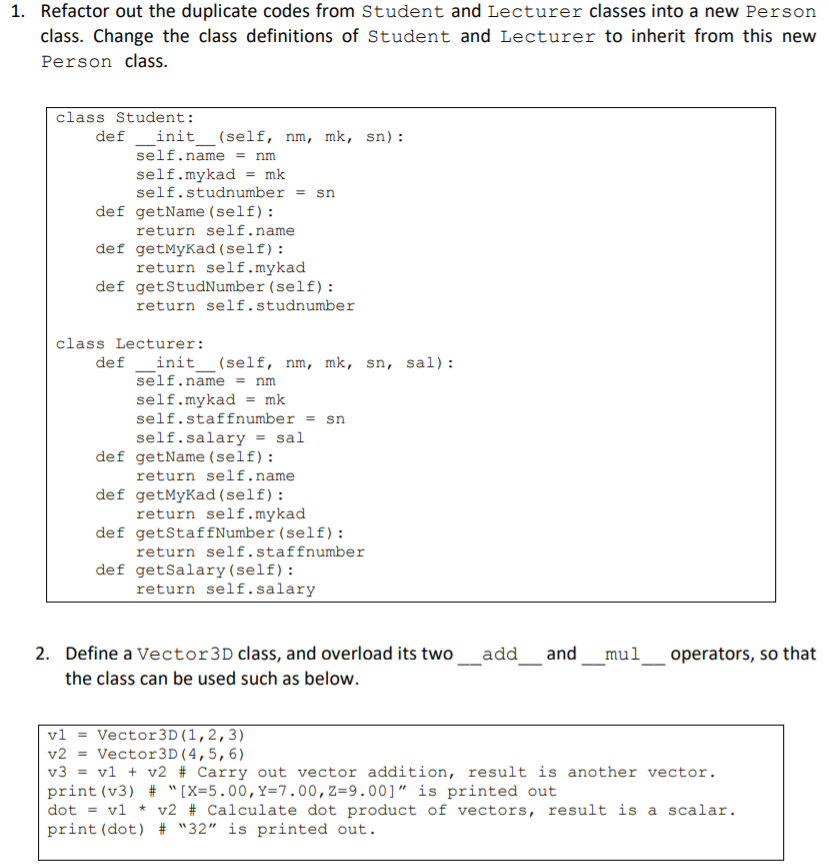 1. Refactor out the duplicate codes from Student and Lecturer classes into a new Person
class. Change the class definitions of Student and Lecturer to inherit from this new
Person class.
class Student:
    def __init__(self, nm, mk, sn):
        self.name = nm
        self.mykad = mk
        self.studnumber = sn
    def getName(self):
        return self.name
    def getMyKad(self):
        return self.mykad
    def getStudNumber(self):
        return self.studnumber

class Lecturer:
    def __init__(self, nm, mk, sn, sal):
        self.name = nm
        self.mykad = mk
        self.staffnumber = sn
        self.salary = sal
    def getName(self):
        return self.name
    def getMyKad(self):
        return self.mykad
    def getStaffNumber(self):
        return self.staffnumber
    def getSalary(self):
        return self.salary
2. Define a Vector3D class, and overload its two __add__ and __mul__ operators, so that
the class can be used such as below.
v1 = Vector3D(1,2,3)
v2 = Vector3D(4,5,6)
v3 = v1 + v2 # Carry out vector addition, result is another vector.
print(v3) # “[X=5.00,Y=7.00,Z=9.00]” is printed out
dot = v1 * v2 # Calculate dot product of vectors, result is a scalar.
print(dot) # “32” is printed out.